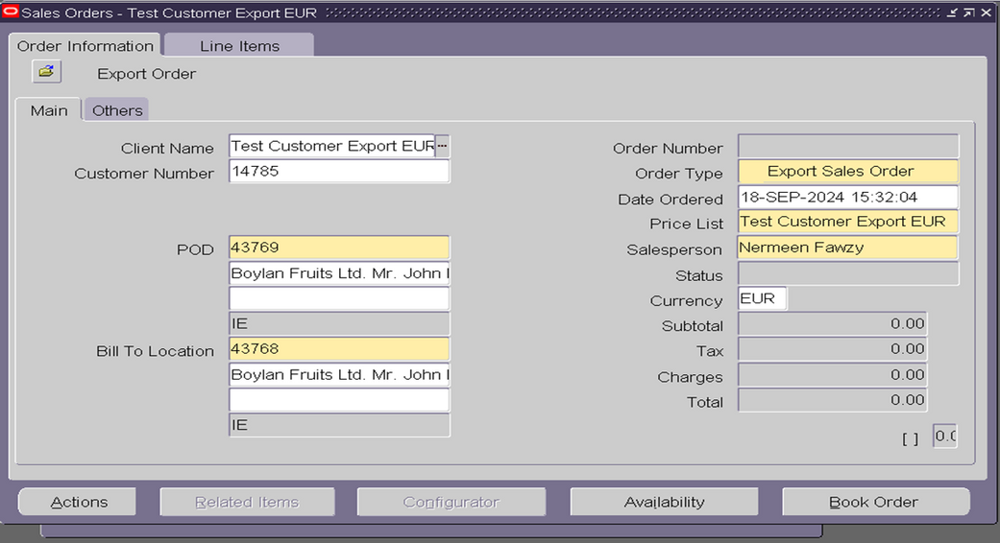 Sales Orders - Test Customer Export EUR
Order Information Line Items
Export Order
Main Others
Client Name Test Customer Export EUR
Customer Number 14785
POD 43769
Boylan Fruits Ltd. Mr. John
IE
Bill To Location 43768
Boylan Fruits Ltd. Mr. John
IE
Order Number
Order Type Export Sales Order
Date Ordered 18-SEP-2024 15:32:04
Price List Test Customer Export EUR
Salesperson Nermeen Fawzy
Status
Currency EUR
Subtotal 0.00
Tax 0.00
Charges 0.00
Total 0.00
[ ]
Actions Related Items Configurator Availability Book Order